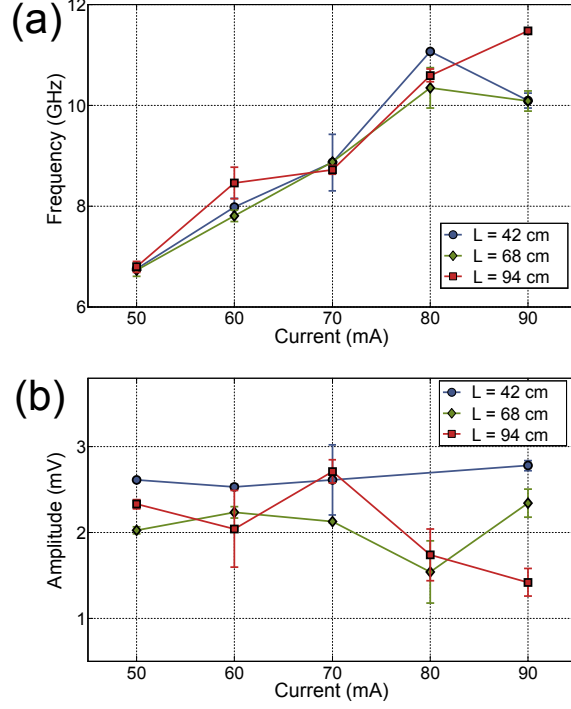 (a)
12
10
8
6
Frequency (GHz)
L = 42 cm
L = 68 cm
L = 94 cm
50 60 70 80 90
Current (mA)
(b)
3
2
1
Amplitude (mV)
L = 42 cm
L = 68 cm
L = 94 cm
50 60 70 80 90
Current (mA)